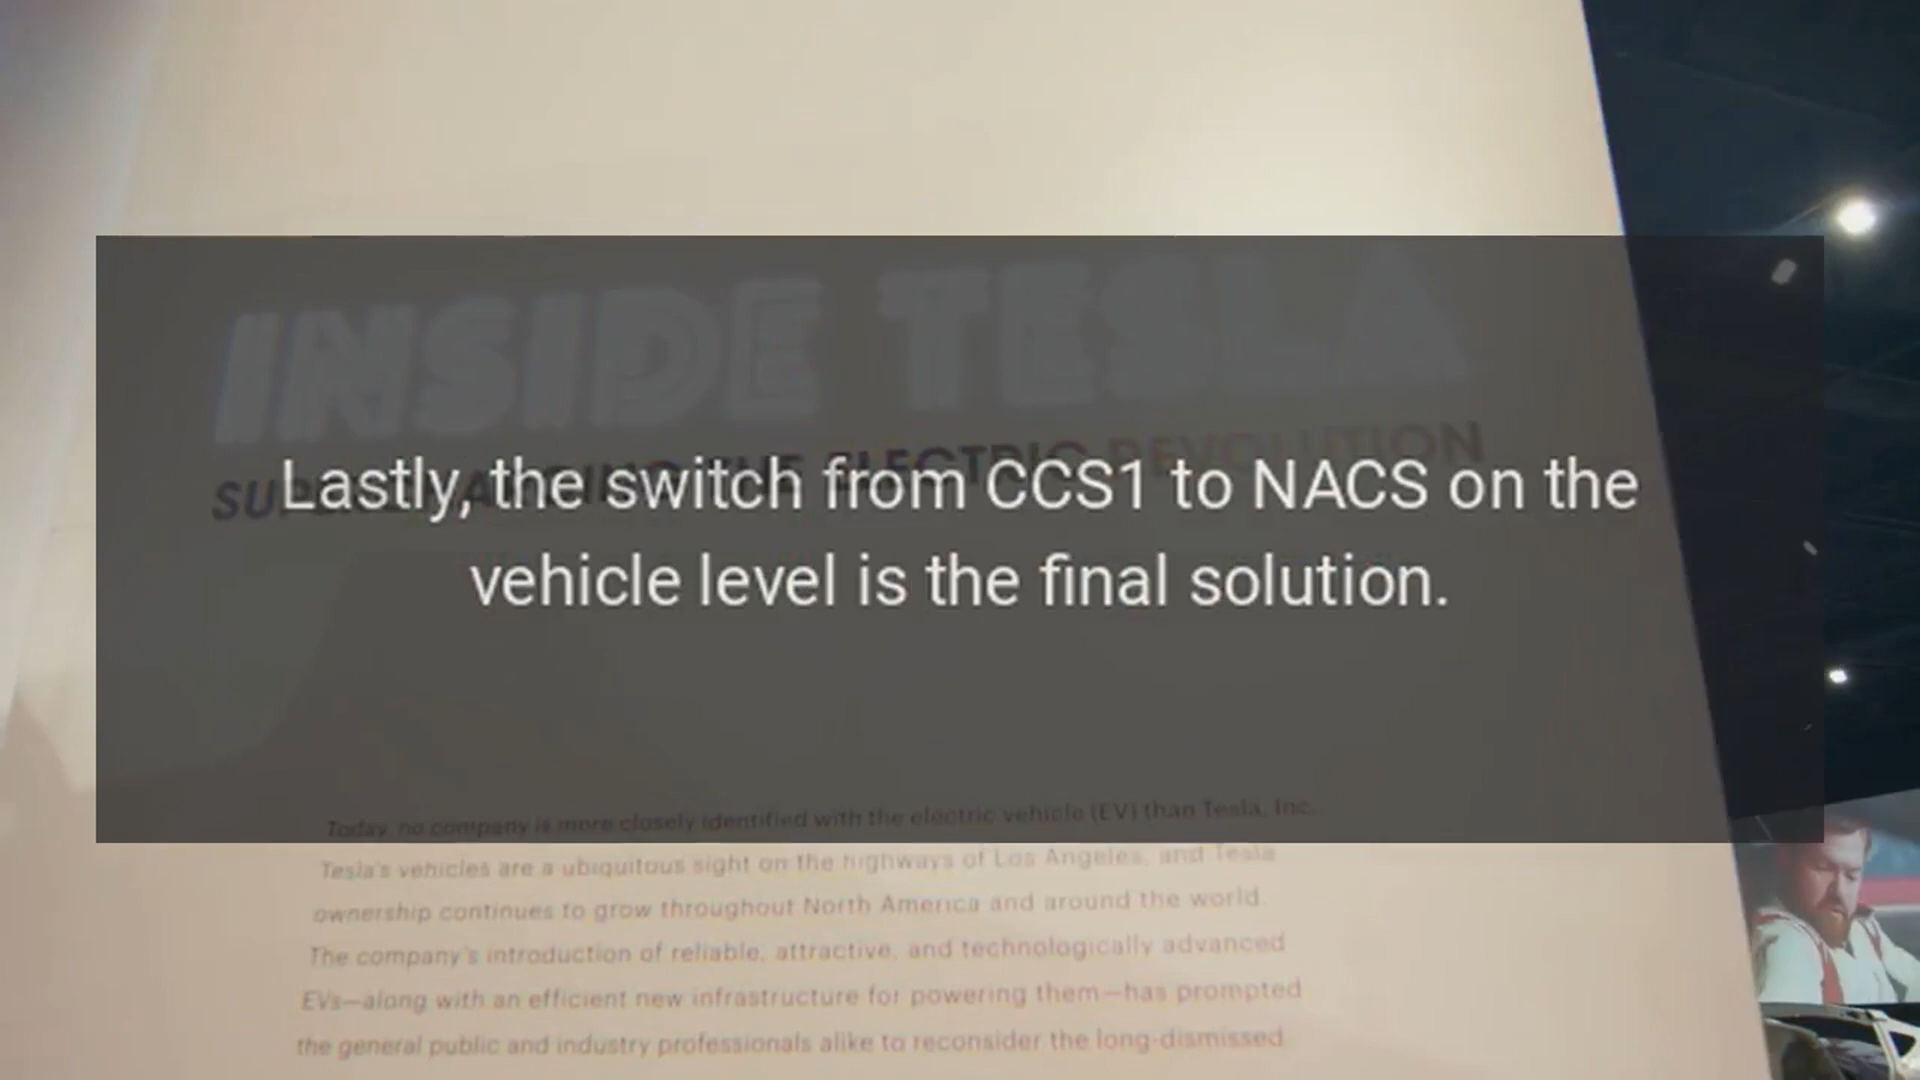 INSIDE TESLA
ELECTRIC REVOLUTION
Lastly, the switch from CCS1 to NACS on the
vehicle level is the final solution.
Today, no company is more closely identified with the electric vehicle (EV) than Tesla, Inc.
Tesla's vehicles are a ubiquitous sight on the highways of Los Angeles, and Tesla
ownership continues to grow throughout North America and around the world.
The company's introduction of reliable, attractive, and technologically advanced
EVs—along with an efficient new infrastructure for powering them—has prompted
the general public and industry professionals alike to reconsider the long-dismissed